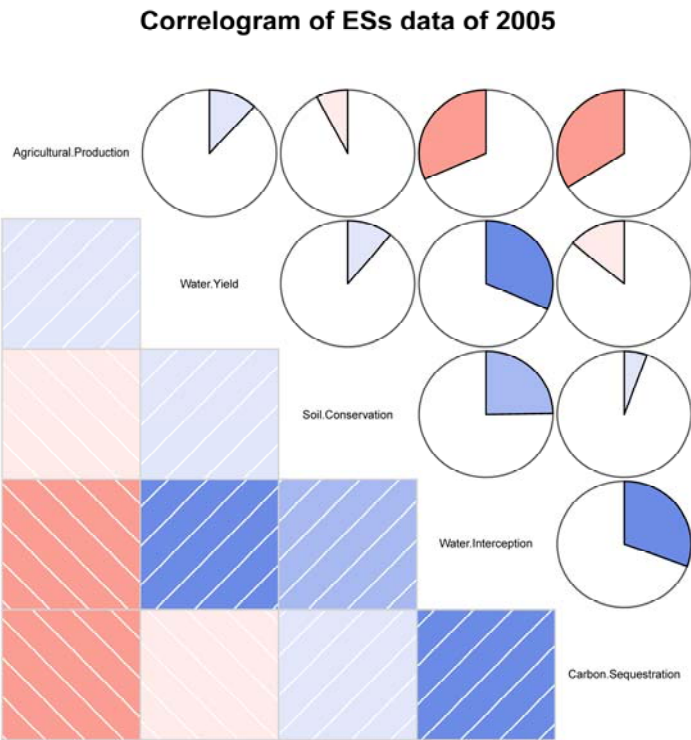 Correlogram of ESs data of 2005
Agricultural.Production
Water.Yield
Soil.Conservation
Water.Interception
Carbon.Sequestration